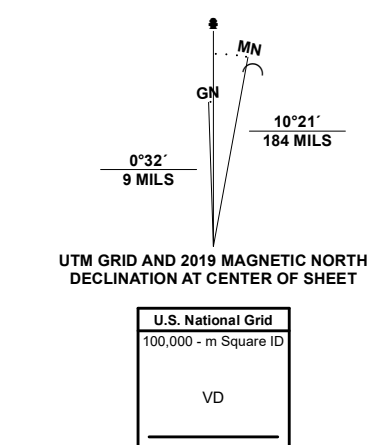 MN
GN
10°21´
184 MILS
0°32´
9 MILS
UTM GRID AND 2019 MAGNETIC NORTH
DECLINATION AT CENTER OF SHEET
U.S. National Grid
100,000 - m Square ID
VD